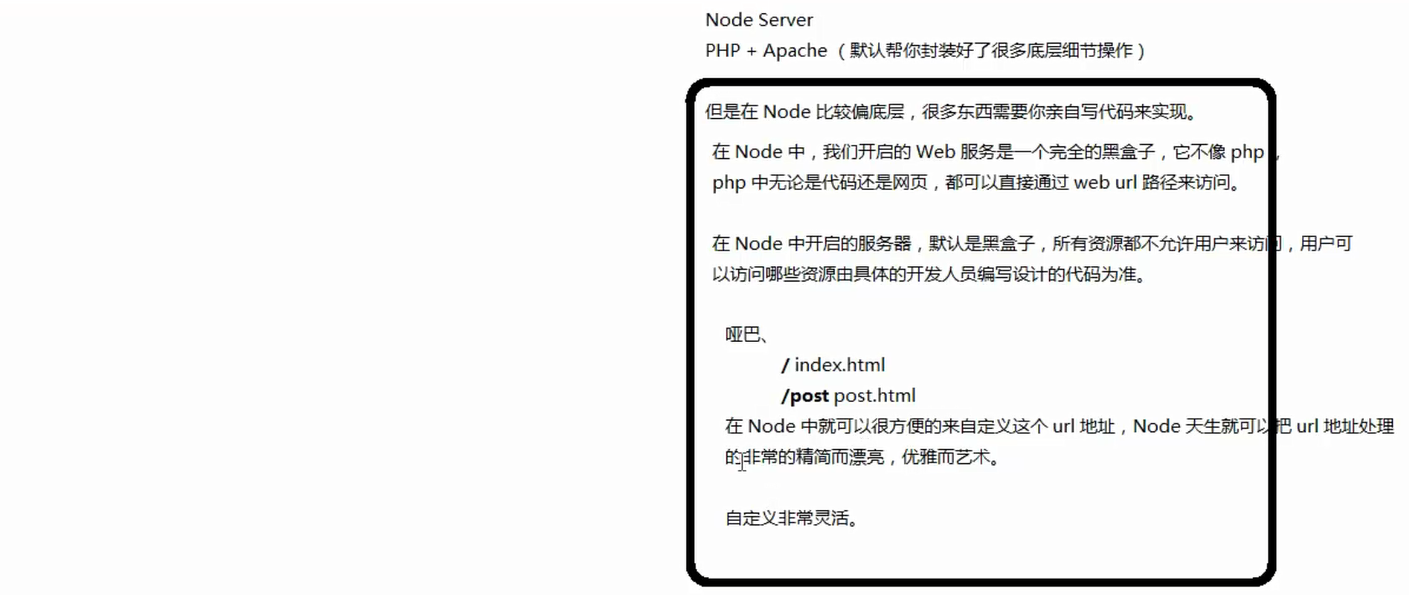 Node Server
PHP + Apache（默认帮你封装好了很多底层细节操作）
但是在 Node 比较偏底层，很多东西需要你亲自写代码来实现。
在 Node 中，我们开启的 Web 服务是一个完全的黑盒子，它不像 php，
php 中无论是代码还是网页，都可以直接通过 web url 路径来访问。
在 Node 中开启的服务器，默认是黑盒子，所有资源都不允许用户来访问，用户可
以访问哪些资源由具体的开发人员编写设计的代码为准。
哑巴、
/ index.html
/post post.html
在 Node 中就可以很方便的来自定义这个 url 地址，Node 天生就可以把 url 地址处理
的非常的精简而漂亮，优雅而艺术。
自定义非常灵活。